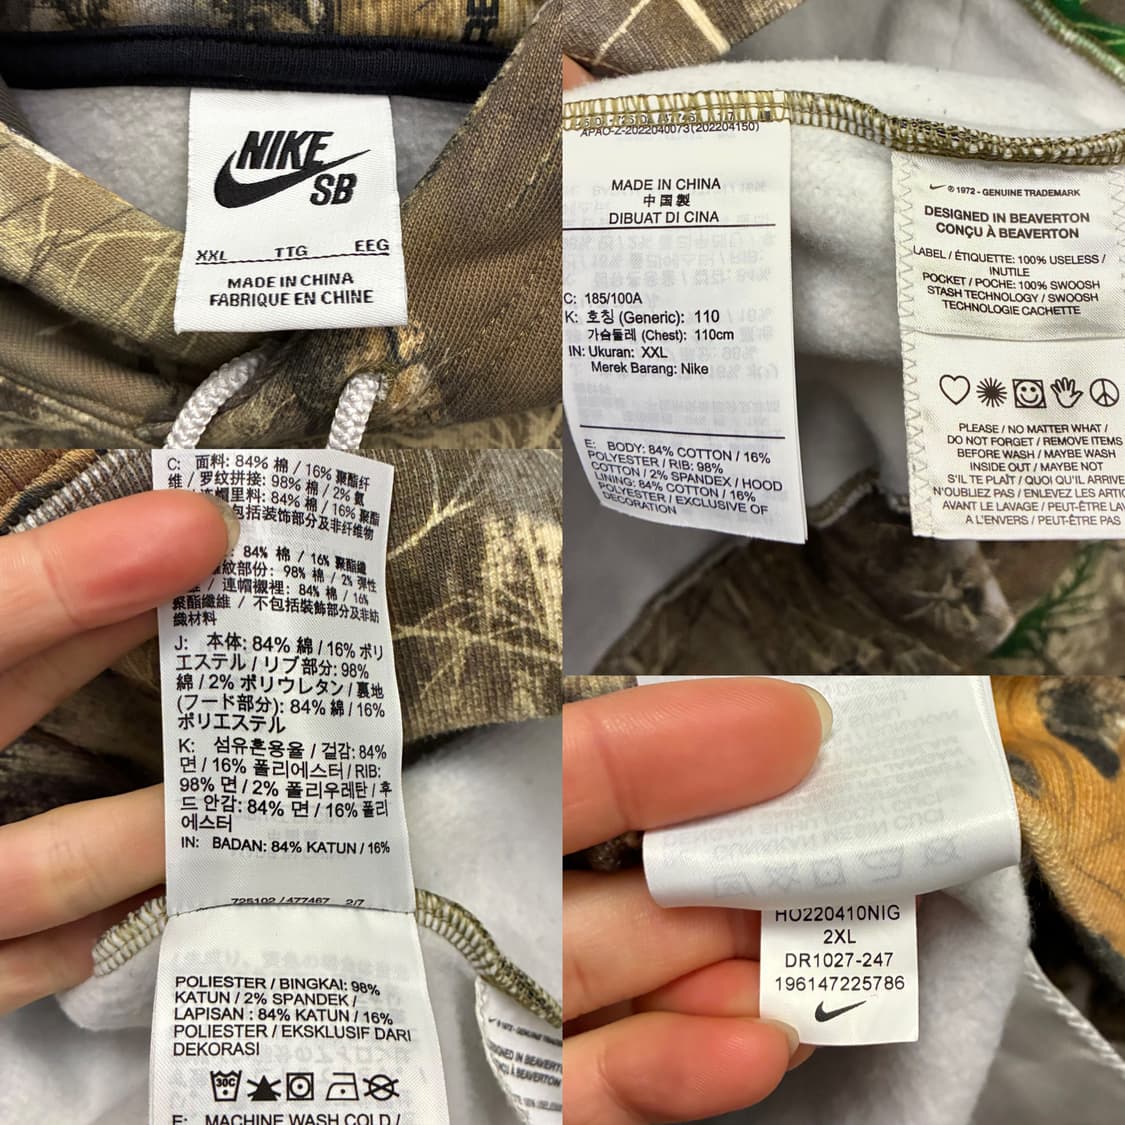 NIKE
SB
XXL TTG EEG
MADE IN CHINA
FABRIQUE EN CHINE
APAO-Z-2022040073(202204150)
MADE IN CHINA
中国製
DIBUAT DI CINA
C: 185/100A
K: 호칭 (Generic): 110
가슴둘레 (Chest): 110cm
IN: Ukuran: XXL
Merek Barang: Nike
E: BODY: 84% COTTON / 16%
POLYESTER / RIB: 98%
COTTON / 2% SPANDEX / HOOD
LINING: 84% COTTON / 16%
POLYESTER / EXCLUSIVE OF
DECORATION
® 1972 - GENUINE TRADEMARK
DESIGNED IN BEAVERTON
CONÇU À BEAVERTON
LABEL / ÉTIQUETTE: 100% USELESS /
INUTILE
POCKET / POCHE: 100% SWOOSH
STASH TECHNOLOGY / SWOOSH
TECHNOLOGIE CACHETTE
PLEASE / NO MATTER WHAT /
DO NOT FORGET / REMOVE ITEMS
BEFORE WASH / MAYBE WASH
INSIDE OUT / MAYBE NOT
S'IL TE PLAÎT / QUOI QU'IL ARRIVE
N'OUBLIEZ PAS / ENLEVEZ LES ARTIC
AVANT LE LAVAGE / PEUT-ÊTRE LAV
A L'ENVERS / PEUT-ÊTRE PAS
C: 面料: 84% 棉 / 16% 聚酯纤
维 / 罗纹拼接: 98% 棉 / 2% 氨
帽里料: 84% 棉 / 16% 聚酯
包括装饰部分及非纤维物
84% 棉 / 16% 聚酯纖
紋部份: 98% 棉 / 2% 彈性
/ 連帽襯裡: 84% 棉 / 16%
聚酯纖維 / 不包括裝飾部分及非紡
織材料
J: 本体: 84% 綿 / 16% ポリ
エステル / リブ部分: 98%
綿 / 2% ポリウレタン / 裏地
(フード部分): 84% 綿 / 16%
ポリエステル
K: 섬유혼용율 / 겉감: 84%
면 / 16% 폴리에스터 / RIB:
98% 면 / 2% 폴리우레탄 / 후
드 안감: 84% 면 / 16% 폴리
에스터
IN: BADAN: 84% KATUN / 16%
725102 / 477467 2/7
POLIESTER / BINGKAI: 98%
KATUN / 2% SPANDEK /
LAPISAN : 84% KATUN / 16%
POLIESTER / EKSKLUSIF DARI
DEKORASI
30C
E: MACHINE WASH COLD /
HO220410NIG
2XL
DR1027-247
196147225786